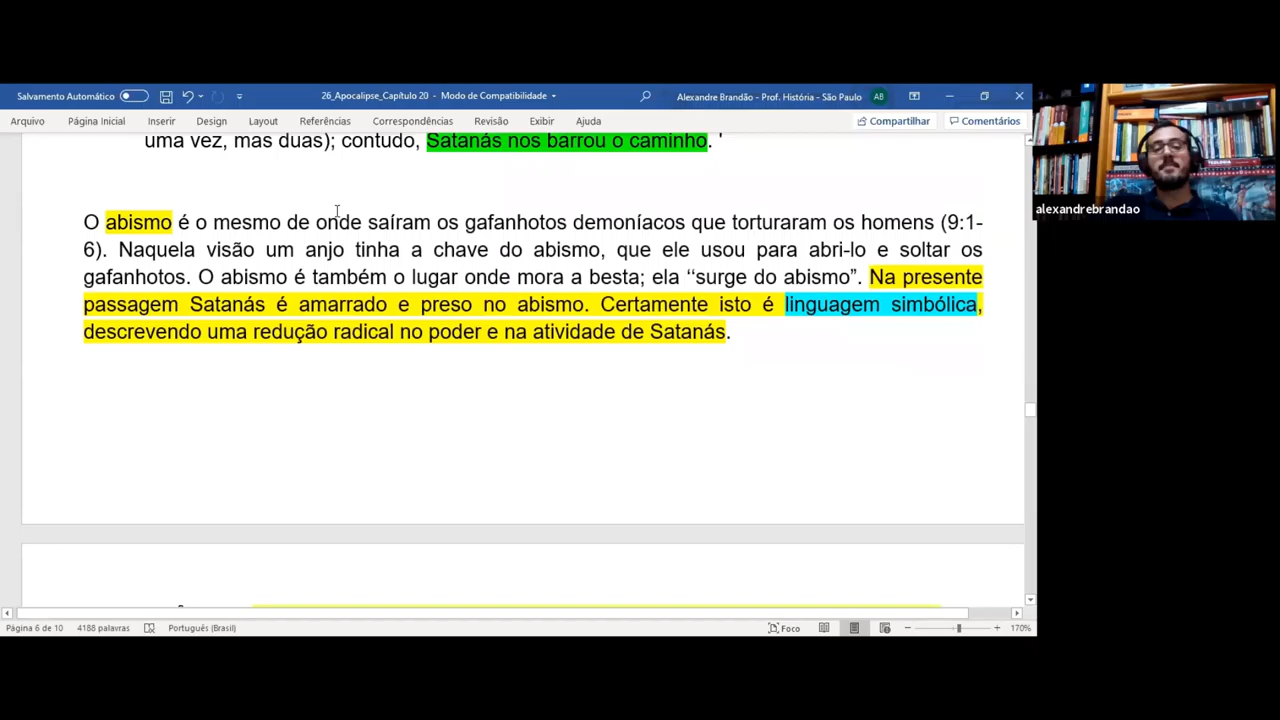 Salvamento Automático
26_Apocalipse_Capítulo 20 - Modo de Compatibilidade
Alexandre Brandão - Prof. História - São Paulo AB
Arquivo Página Inicial Inserir Design Layout Referências Correspondências Revisão Exibir Ajuda Compartilhar Comentários
uma vez, mas duas); contudo, Satanás nos barrou o caminho. '
O abismo é o mesmo de onde saíram os gafanhotos demoníacos que torturaram os homens (9:1-
6). Naquela visão um anjo tinha a chave do abismo, que ele usou para abri-lo e soltar os
gafanhotos. O abismo é também o lugar onde mora a besta; ela ‘‘surge do abismo”. Na presente
passagem Satanás é amarrado e preso no abismo. Certamente isto é linguagem simbólica,
descrevendo uma redução radical no poder e na atividade de Satanás.
Página 6 de 10 4188 palavras Português (Brasil) Foco 170%
alexandrebrandao